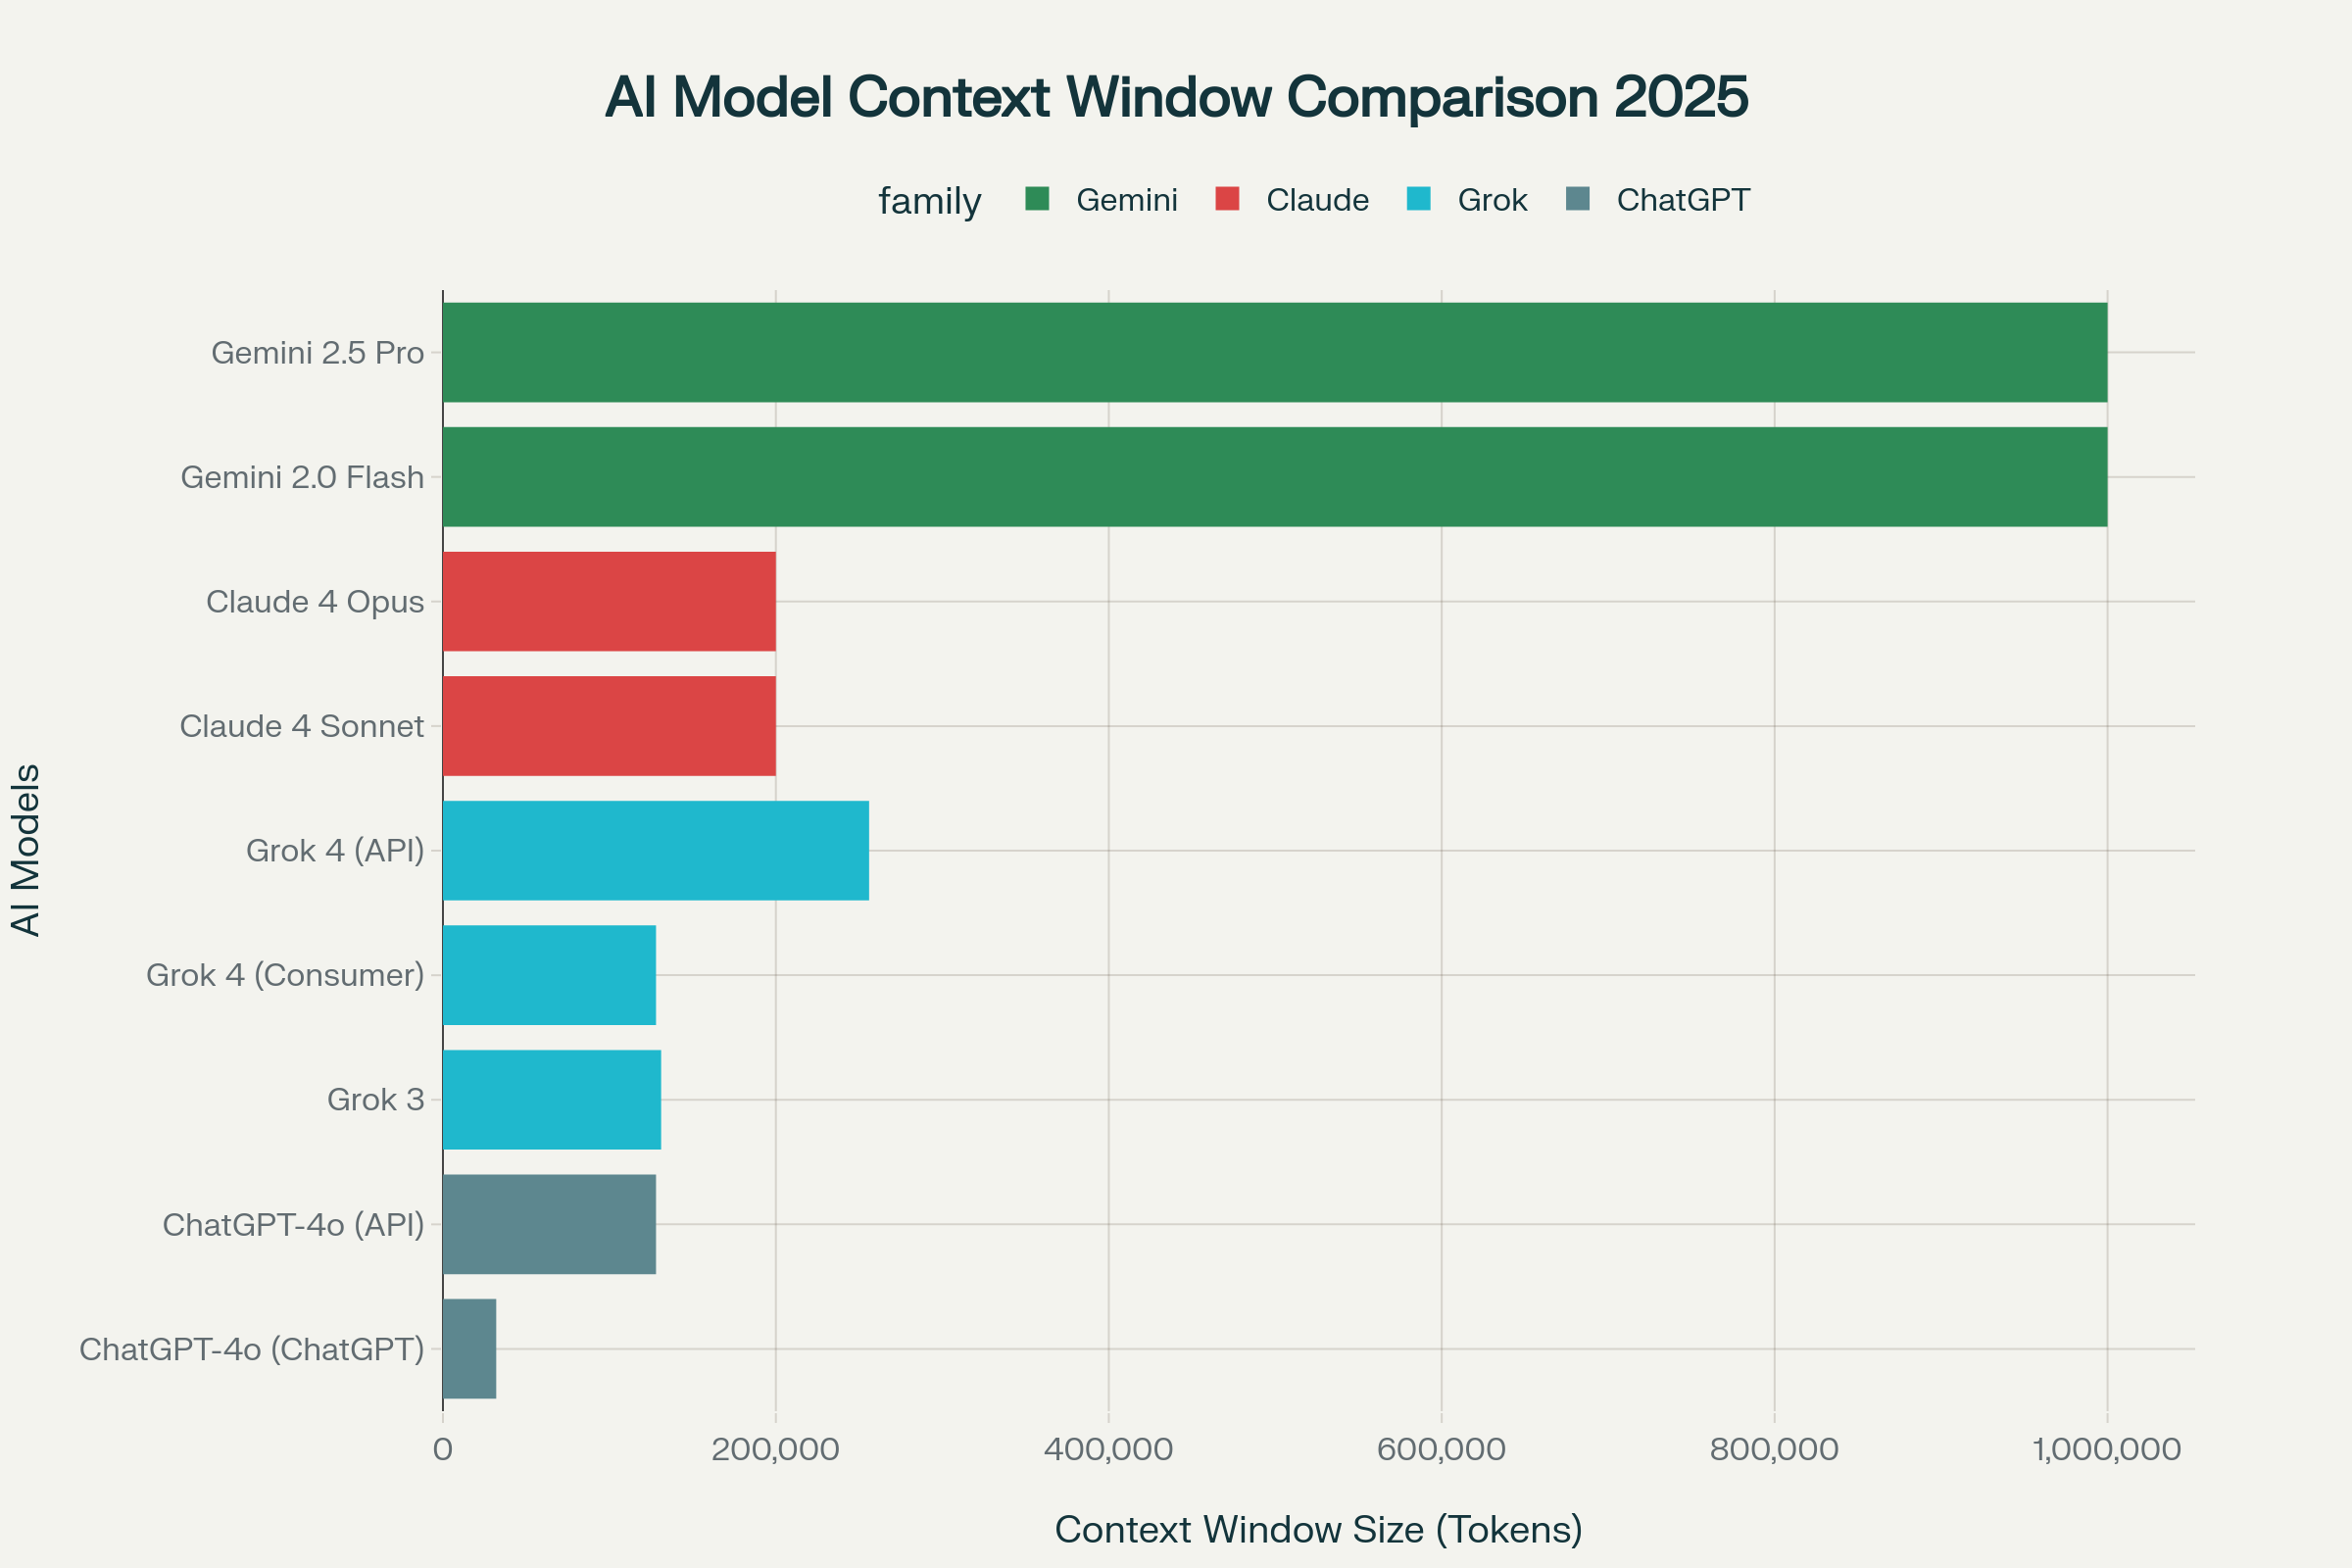 AI Model Context Window Comparison 2025
family Gemini Claude Grok ChatGPT
Gemini 2.5 Pro
Gemini 2.0 Flash
Claude 4 Opus
Claude 4 Sonnet
Grok 4 (API)
Grok 4 (Consumer)
Grok 3
ChatGPT-4o (API)
ChatGPT-4o (ChatGPT)
AI Models
0 200,000 400,000 600,000 800,000 1,000,000
Context Window Size (Tokens)